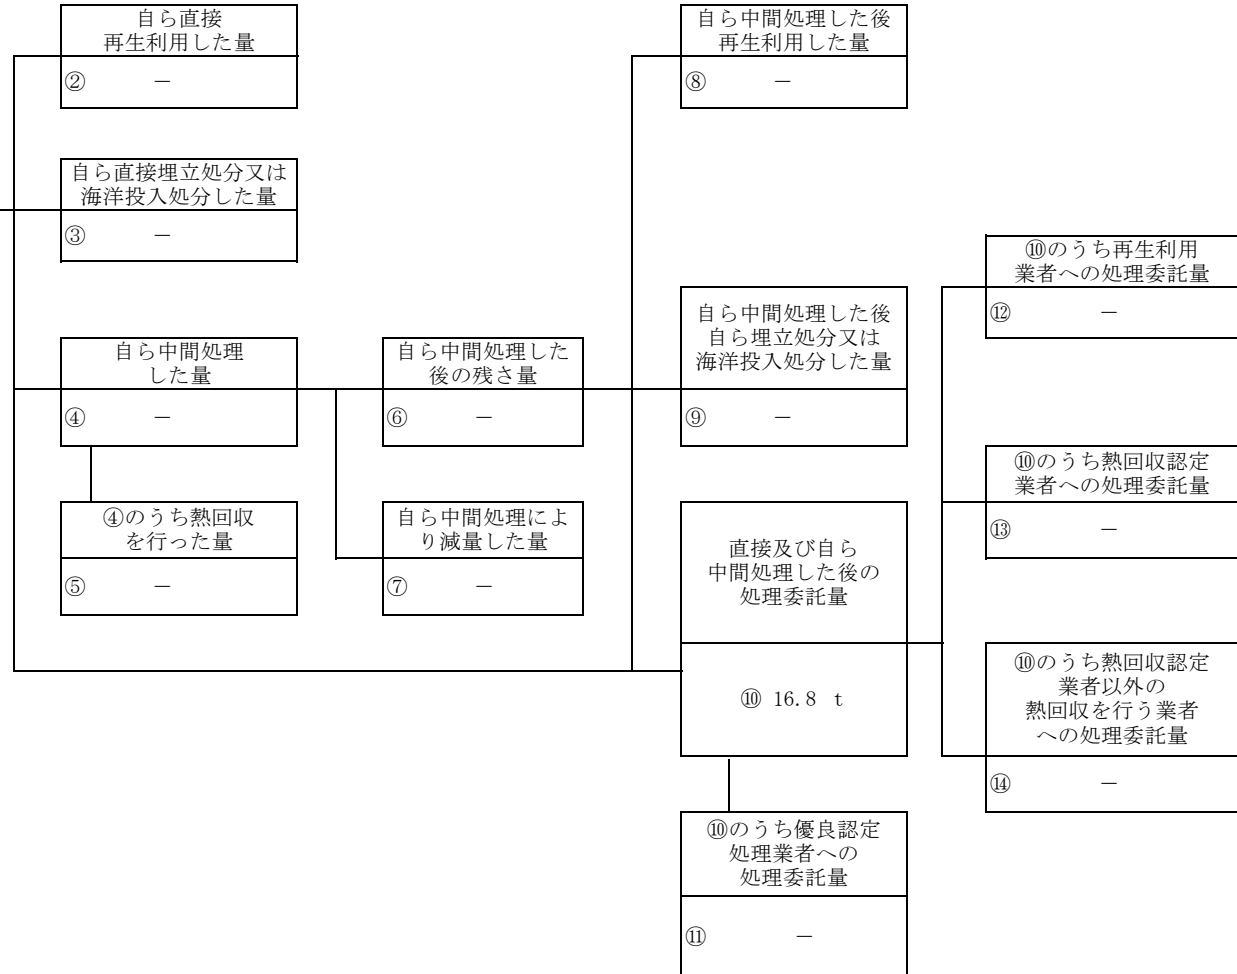 自ら直接
再生利用した量
② －
自ら直接埋立処分又は
海洋投入処分した量
③ －
自ら中間処理
した量
④ －
④のうち熱回収
を行った量
⑤ －
自ら中間処理した
後の残さ量
⑥ －
自ら中間処理によ
り減量した量
⑦ －
自ら中間処理した後
再生利用した量
⑧ －
自ら中間処理した後
自ら埋立処分又は
海洋投入処分した量
⑨ －
直接及び自ら
中間処理した後の
処理委託量
⑩ 16.8 t
⑩のうち優良認定
処理業者への
処理委託量
⑪ －
⑩のうち再生利用
業者への処理委託量
⑫ －
⑩のうち熱回収認定
業者への処理委託量
⑬ －
⑩のうち熱回収認定
業者以外の
熱回収を行う業者
への処理委託量
⑭ －